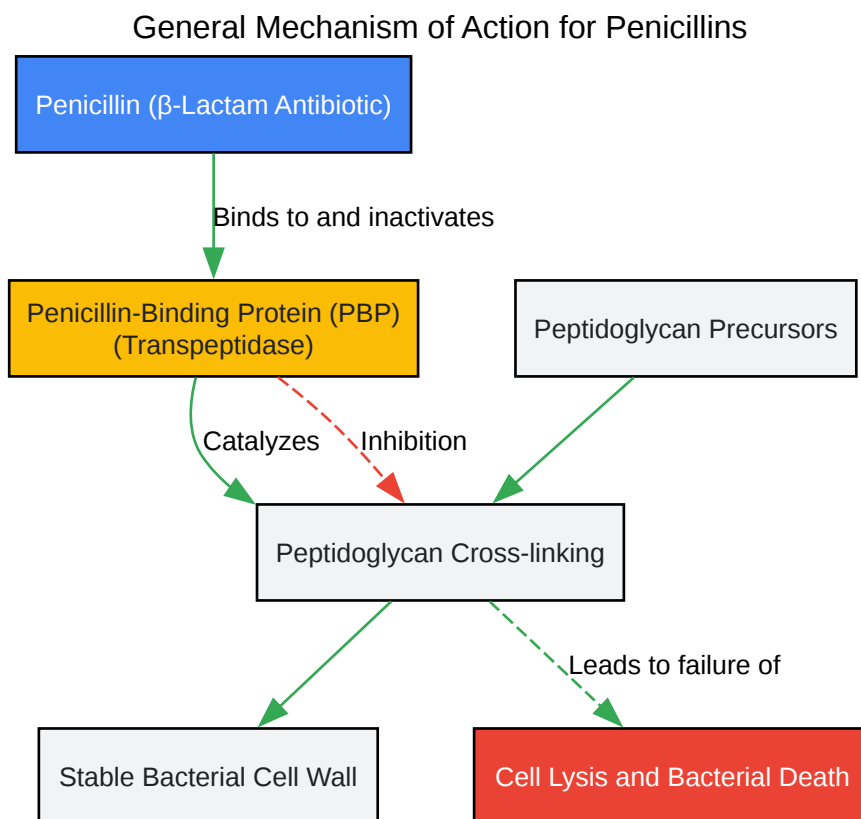 General Mechanism of Action for Penicillins
Penicillin (β-Lactam Antibiotic)
Binds to and inactivates
Penicillin-Binding Protein (PBP)
(Transpeptidase)
Peptidoglycan Precursors
Catalyzes
Inhibition
Peptidoglycan Cross-linking
Leads to failure of
Stable Bacterial Cell Wall
Cell Lysis and Bacterial Death